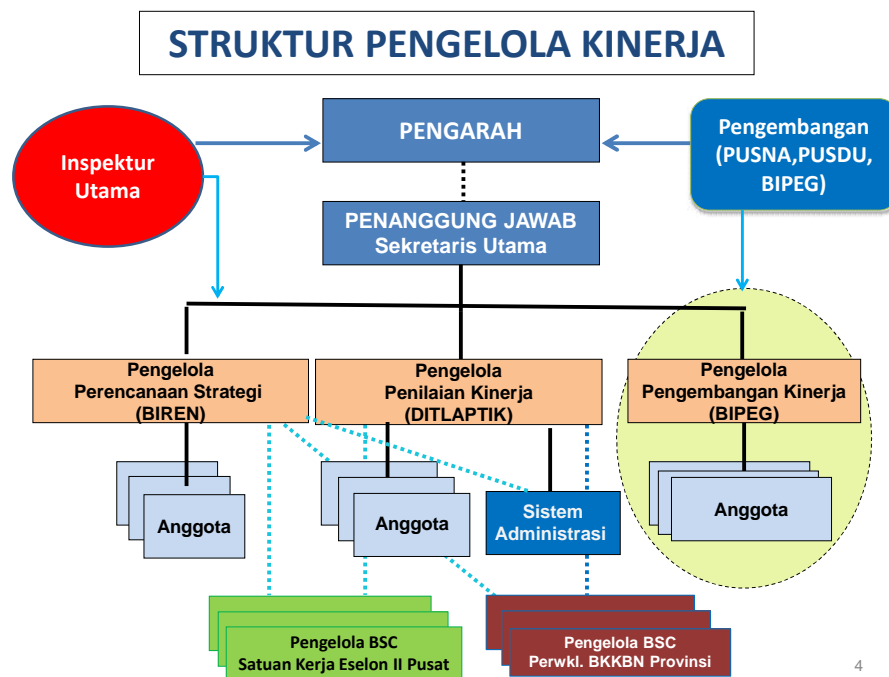 STRUKTUR PENGELOLA KINERJA
Inspektur
Utama
PENGARAH
Pengembangan
(PUSNA,PUSDU,
BIPEG)
PENANGGUNG JAWAB
Sekretaris Utama
Pengelola
Perencanaan Strategi
(BIREN)
Pengelola
Penilaian Kinerja
(DITLAPTIK)
Pengelola
Pengembangan Kinerja
(BIPEG)
Anggota
Anggota
Sistem
Administrasi
Anggota
Pengelola BSC
Satuan Kerja Eselon II Pusat
Pengelola BSC
Perwkl. BKKBN Provinsi
4